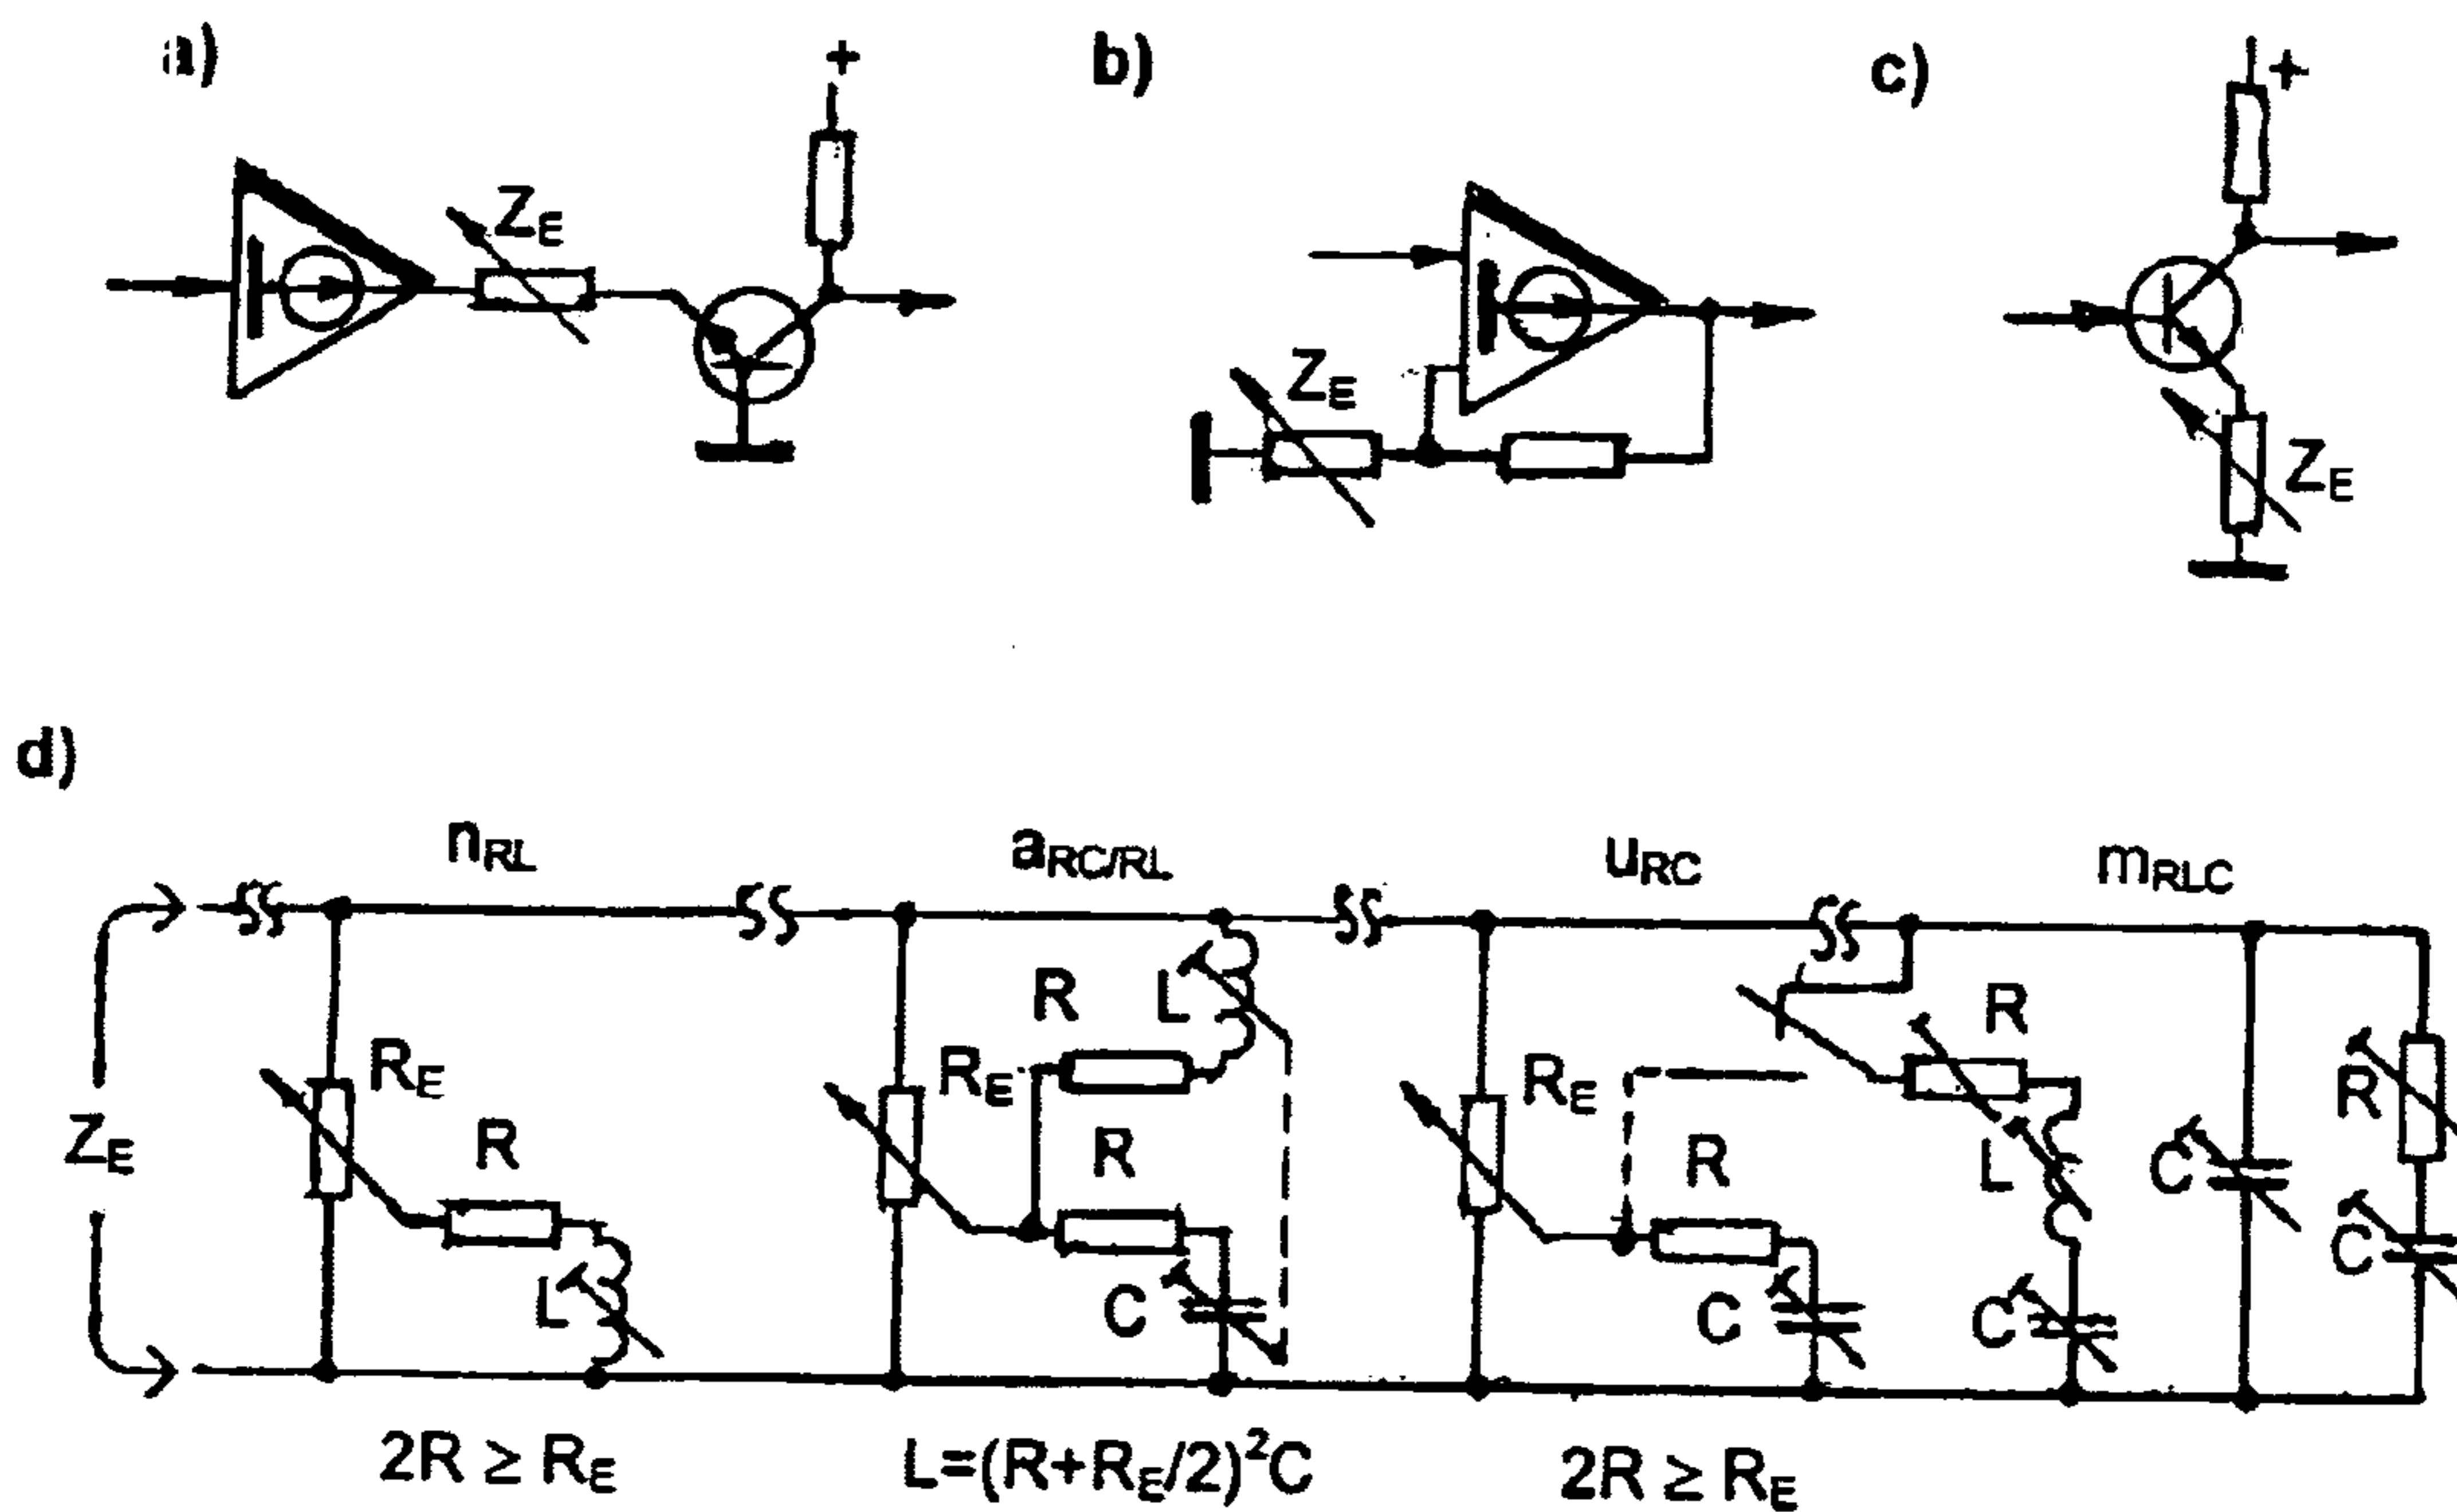 a) + b) c) +
Z_E
Z_E
Z_E
d)
n_RL a_RC/RL u_RC m_RLC
R L R
R_E R_E R_E R
Z_E R R R L C
L C C C C
2R ≥ R_E L=(R+R_E/2)²C 2R ≥ R_E